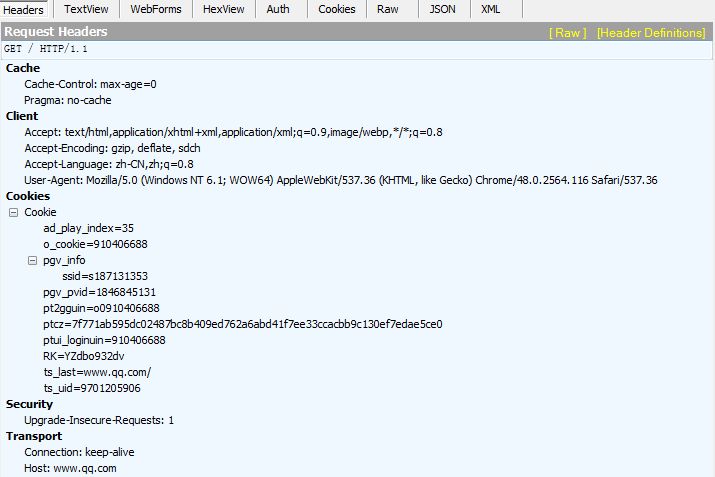 Headers TextView WebForms HexView Auth Cookies Raw JSON XML
Request Headers [ Raw ] [Header Definitions]
GET / HTTP/1.1
Cache
Cache-Control: max-age=0
Pragma: no-cache
Client
Accept: text/html,application/xhtml+xml,application/xml;q=0.9,image/webp,*/*;q=0.8
Accept-Encoding: gzip, deflate, sdch
Accept-Language: zh-CN,zh;q=0.8
User-Agent: Mozilla/5.0 (Windows NT 6.1; WOW64) AppleWebKit/537.36 (KHTML, like Gecko) Chrome/48.0.2564.116 Safari/537.36
Cookies
Cookie
ad_play_index=35
o_cookie=910406688
pgv_info
ssid=s187131353
pgv_pvid=1846845131
pt2gguin=o0910406688
ptcz=7f771ab595dc02487bc8b409ed762a6abd41f7ee33ccacbb9c130ef7edae5ce0
ptui_loginuin=910406688
RK=YZdbo932dv
ts_last=www.qq.com/
ts_uid=9701205906
Security
Upgrade-Insecure-Requests: 1
Transport
Connection: keep-alive
Host: www.qq.com